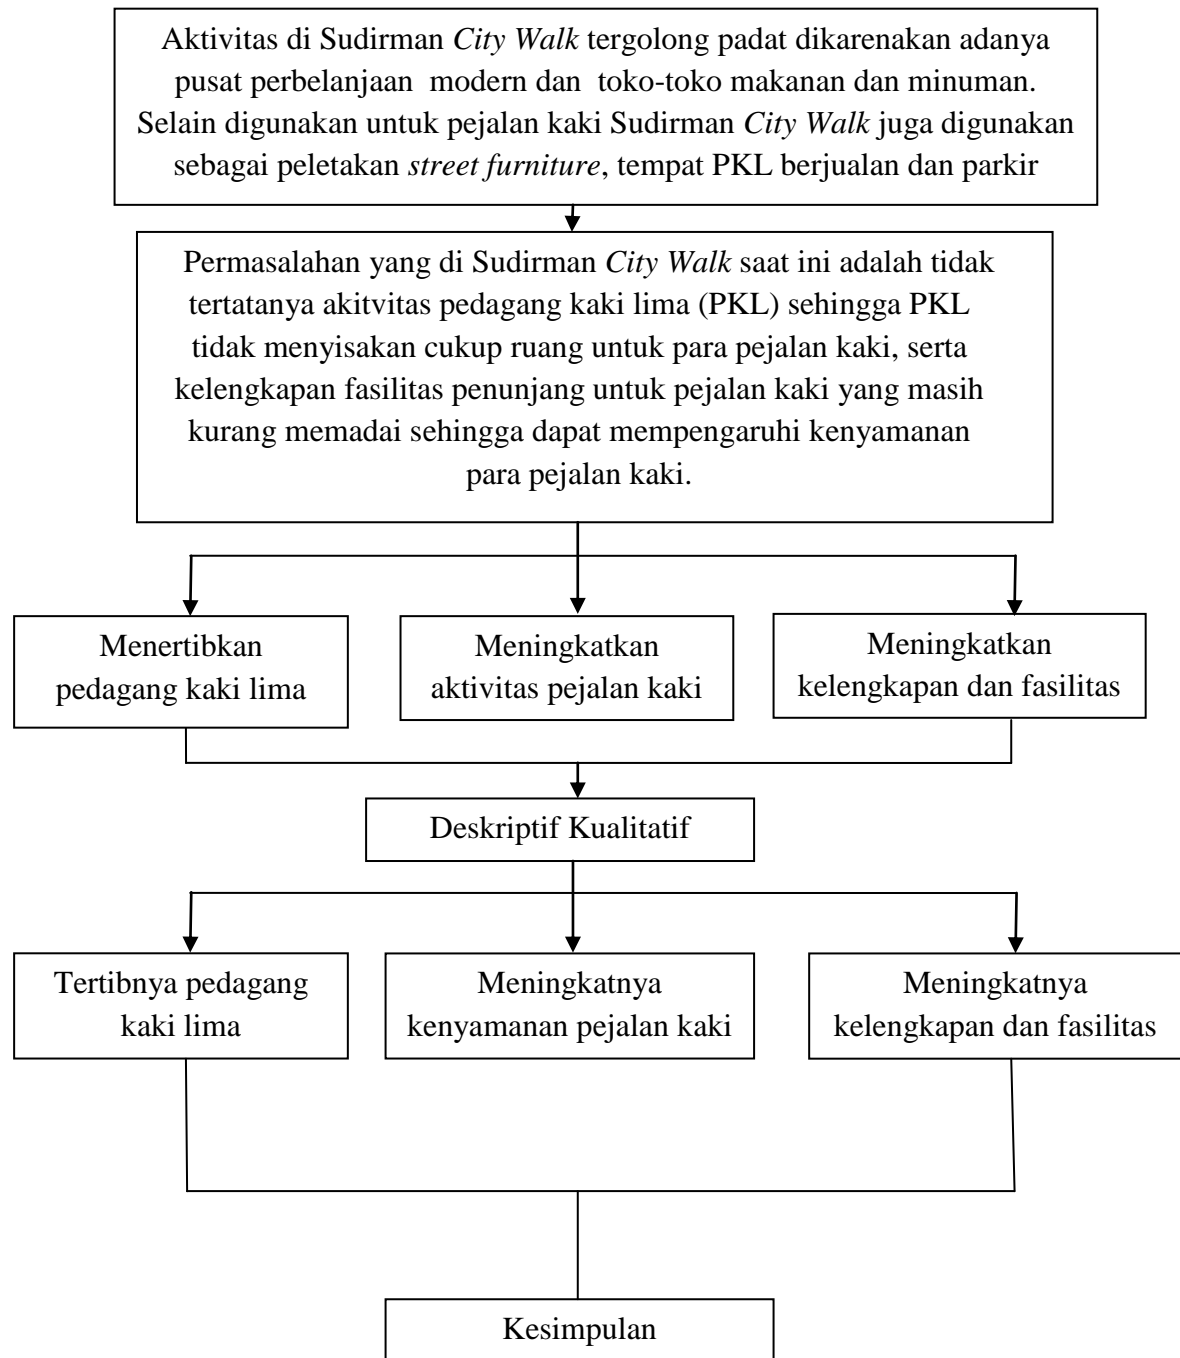 Aktivitas di Sudirman City Walk tergolong padat dikarenakan adanya
pusat perbelanjaan modern dan toko-toko makanan dan minuman.
Selain digunakan untuk pejalan kaki Sudirman City Walk juga digunakan
sebagai peletakan street furniture, tempat PKL berjualan dan parkir
Permasalahan yang di Sudirman City Walk saat ini adalah tidak
tertatanya akitvitas pedagang kaki lima (PKL) sehingga PKL
tidak menyisakan cukup ruang untuk para pejalan kaki, serta
kelengkapan fasilitas penunjang untuk pejalan kaki yang masih
kurang memadai sehingga dapat mempengaruhi kenyamanan
para pejalan kaki.
Menertibkan
pedagang kaki lima
Meningkatkan
aktivitas pejalan kaki
Meningkatkan
kelengkapan dan fasilitas
Deskriptif Kualitatif
Tertibnya pedagang
kaki lima
Meningkatnya
kenyamanan pejalan kaki
Meningkatnya
kelengkapan dan fasilitas
Kesimpulan